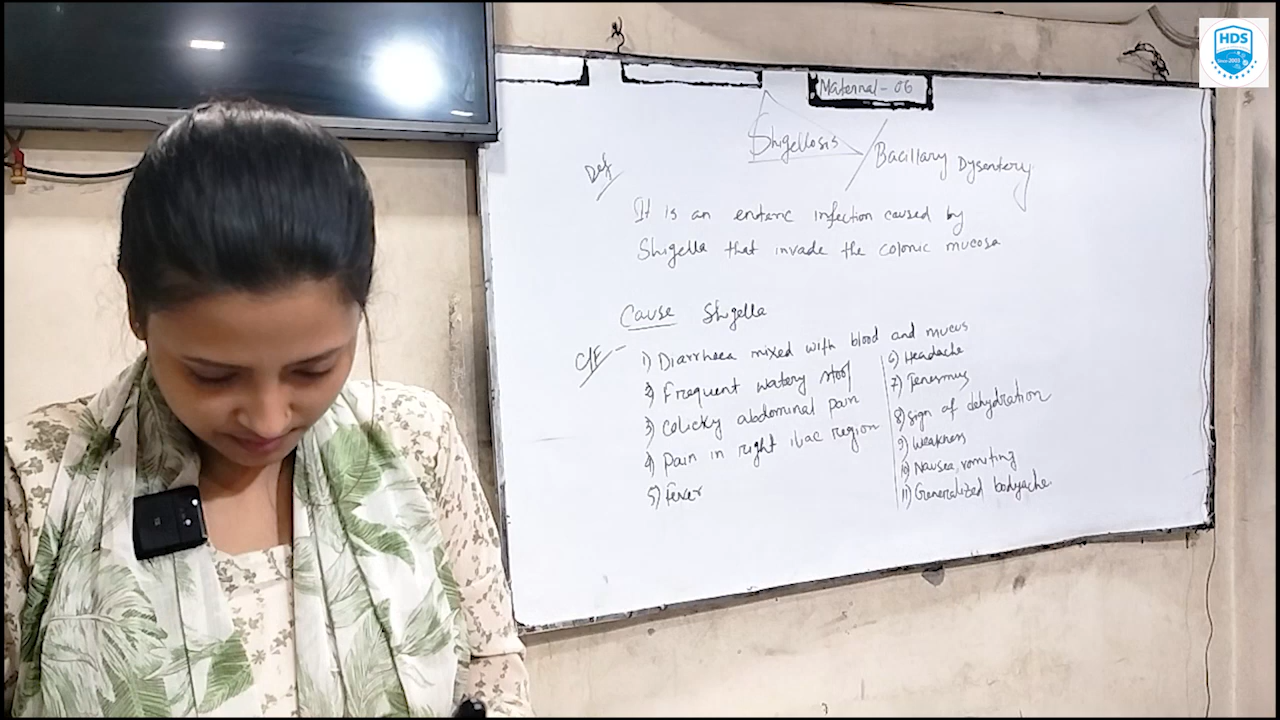 HDS
Since 2003
Maternal - 06
Shigellosis / Bacillary Dysentery
Def
It is an enteric infection caused by
Shigella that invade the colonic mucosa
Cause Shigella
C/F -
1) Diarrhoea mixed with blood and mucus
2) Frequent watery stool
3) Colicky abdominal pain
4) Pain in right iliac region
5) Fever
6) Headache
7) Tenesmus
8) Sign of dehydration
9) Weakness
10) Nausea, vomiting
11) Generalized bodyache